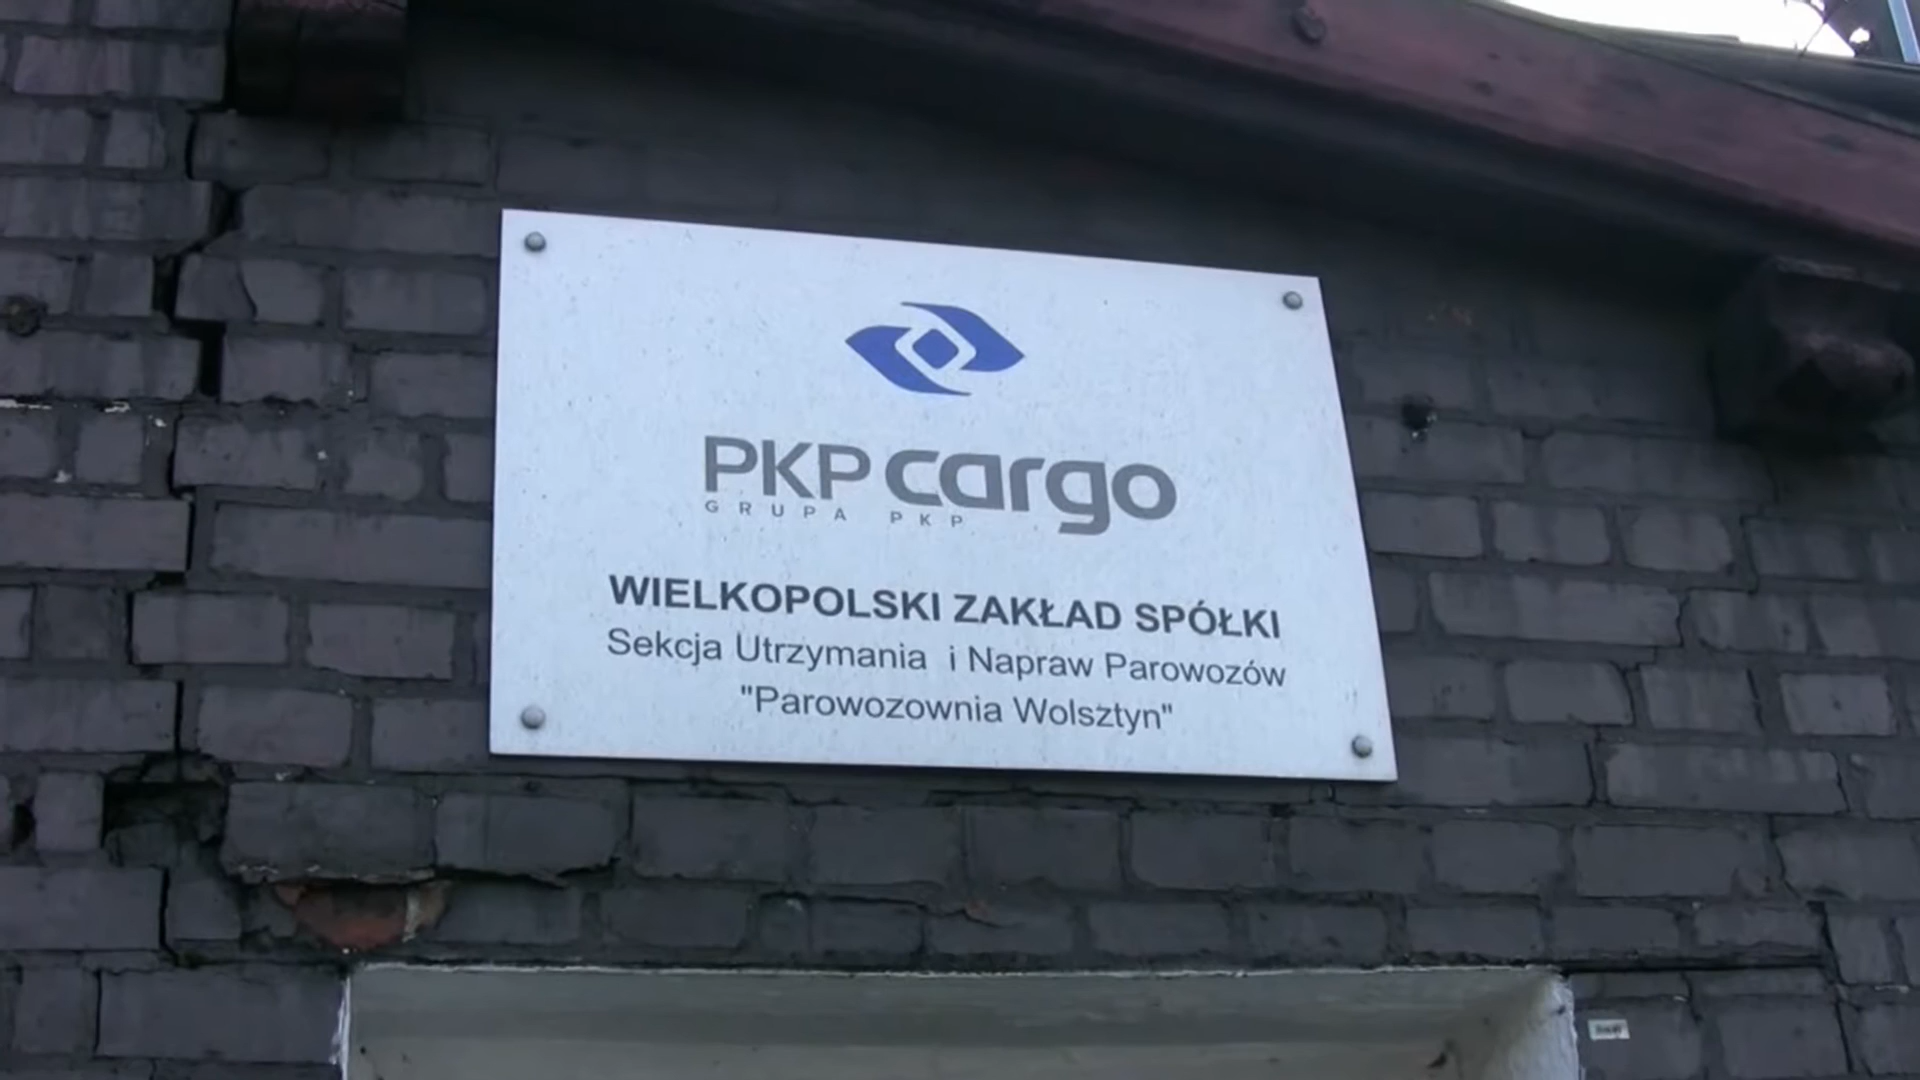 PKP cargo
GRUPA PKP
WIELKOPOLSKI ZAKŁAD SPÓŁKI
Sekcja Utrzymania i Napraw Parowozów
"Parowozownia Wolsztyn"